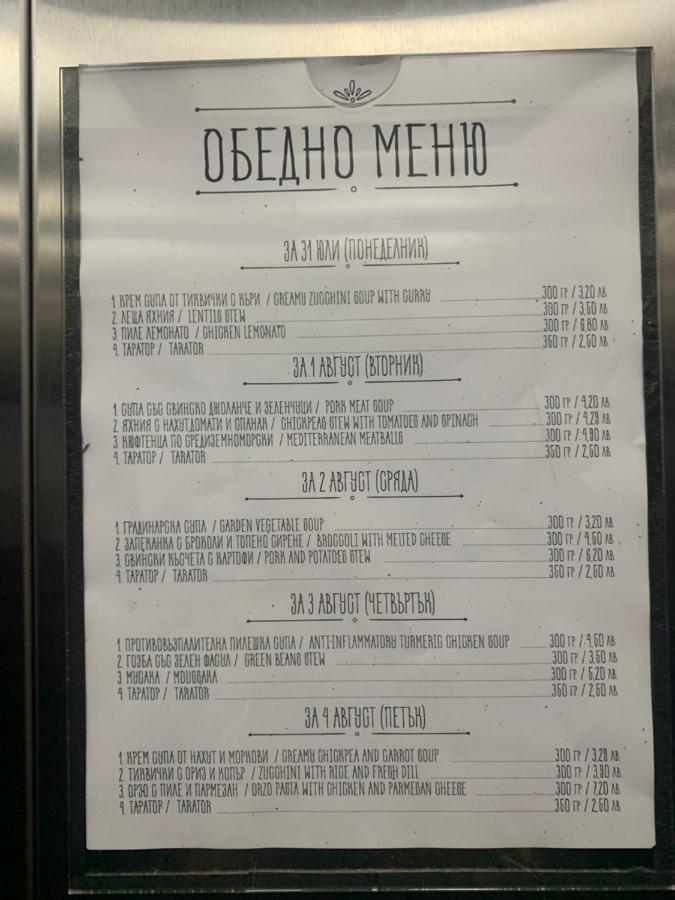 ОБЕДНО МЕНЮ
ЗА 31 ЮЛИ (ПОНЕДЕЛНИК)
1. КРЕМ СУПА ОТ ТИКВИЧКИ С КЪРИ / CREAMY ZUCCHINI SOUP WITH CURRY 300 ГР. / 3,20 ЛВ.
2. ЛЕЩА ЯХНИЯ / LENTILS STEW 300 ГР. / 3,50 ЛВ.
3. ПИЛЕ ЛЕМОНАТО / CHICKEN LEMONATO 300 ГР. / 6,80 ЛВ.
4. ТАРАТОР / TARATOR 350 ГР. / 2,50 ЛВ.
ЗА 1 АВГУСТ (ВТОРНИК)
1. СУПА СЪС СВИНСКО ДЖОЛАНЧЕ И ЗЕЛЕНЧУЦИ / PORK MEAT SOUP 300 ГР. / 4,20 ЛВ.
2. ЯХНИЯ С НАХУТ,ДОМАТИ И СПАНАК / CHICKPEAS STEW WITH TOMATOES AND SPINACH 300 ГР. / 4,29 ЛВ.
3. КЮФТЕНЦА ПО СРЕДИЗЕМНОМОРСКИ / MEDITERRANEAN MEATBALLS 300 ГР. / 4,90 ЛВ.
4. ТАРАТОР / TARATOR 350 ГР. / 2,50 ЛВ.
ЗА 2 АВГУСТ (СРЯДА)
1. ГРАДИНАРСКА СУПА / GARDEN VEGETABLE SOUP 300 ГР. / 3,20 ЛВ.
2. ЗАПЕКАНКА С БРОКОЛИ И ТОПЕНО СИРЕНЕ / BROCCOLI WITH MELTED CHEESE 300 ГР. / 4,50 ЛВ.
3. СВИНСКИ КЪСЧЕТА С КАРТОФИ / PORK AND POTATOES STEW 300 ГР. / 6,20 ЛВ.
4. ТАРАТОР / TARATOR 350 ГР. / 2,50 ЛВ.
ЗА 3 АВГУСТ (ЧЕТВЪРТЪК)
1. ПРОТИВОВЪЗПАЛИТЕЛНА ПИЛЕШКА СУПА / ANTI-INFLAMMATORY TURMERIC CHICKEN SOUP 300 ГР. / 4,50 ЛВ.
2. ГОЗБА СЪС ЗЕЛЕН ФАСУЛ / GREEN BEANS STEW 300 ГР. / 3,50 ЛВ.
3. МУСАКА / MOUSSAKA 300 ГР. / 5,20 ЛВ.
4. ТАРАТОР / TARATOR 350 ГР. / 2,50 ЛВ.
ЗА 4 АВГУСТ (ПЕТЪК)
1. КРЕМ СУПА ОТ НАХУТ И МОРКОВИ / CREAMY CHICKPEA AND CARROT SOUP 300 ГР. / 3,29 ЛВ.
2. ТИКВИЧКИ С ОРИЗ И КОПЪР / ZUCCHINI WITH RICE AND FRESH DILL 300 ГР. / 3,90 ЛВ.
3. ОРЗО С ПИЛЕ И ПАРМЕЗАН / ORZO PASTA WITH CHICKEN AND PARMESAN CHEESE 300 ГР. / 7,20 ЛВ.
4. ТАРАТОР / TARATOR 350 ГР. / 2,50 ЛВ.